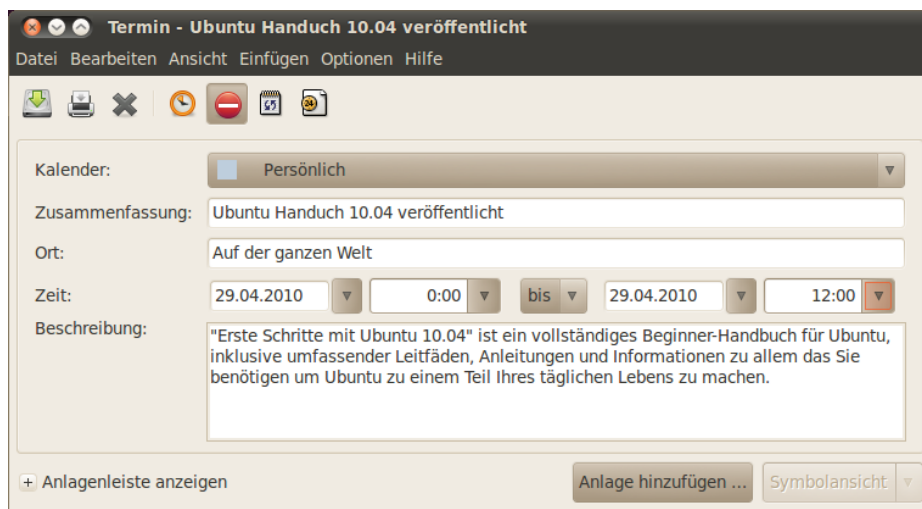 Termin - Ubuntu Handuch 10.04 veröffentlicht
Datei Bearbeiten Ansicht Einfügen Optionen Hilfe
24
Kalender: Persönlich
Zusammenfassung: Ubuntu Handuch 10.04 veröffentlicht
Ort: Auf der ganzen Welt
Zeit: 29.04.2010 0:00 bis 29.04.2010 12:00
Beschreibung: "Erste Schritte mit Ubuntu 10.04" ist ein vollständiges Beginner-Handbuch für Ubuntu,
inklusive umfassender Leitfäden, Anleitungen und Informationen zu allem das Sie
benötigen um Ubuntu zu einem Teil Ihres täglichen Lebens zu machen.
Anlagenleiste anzeigen Anlage hinzufügen ... Symbolansicht